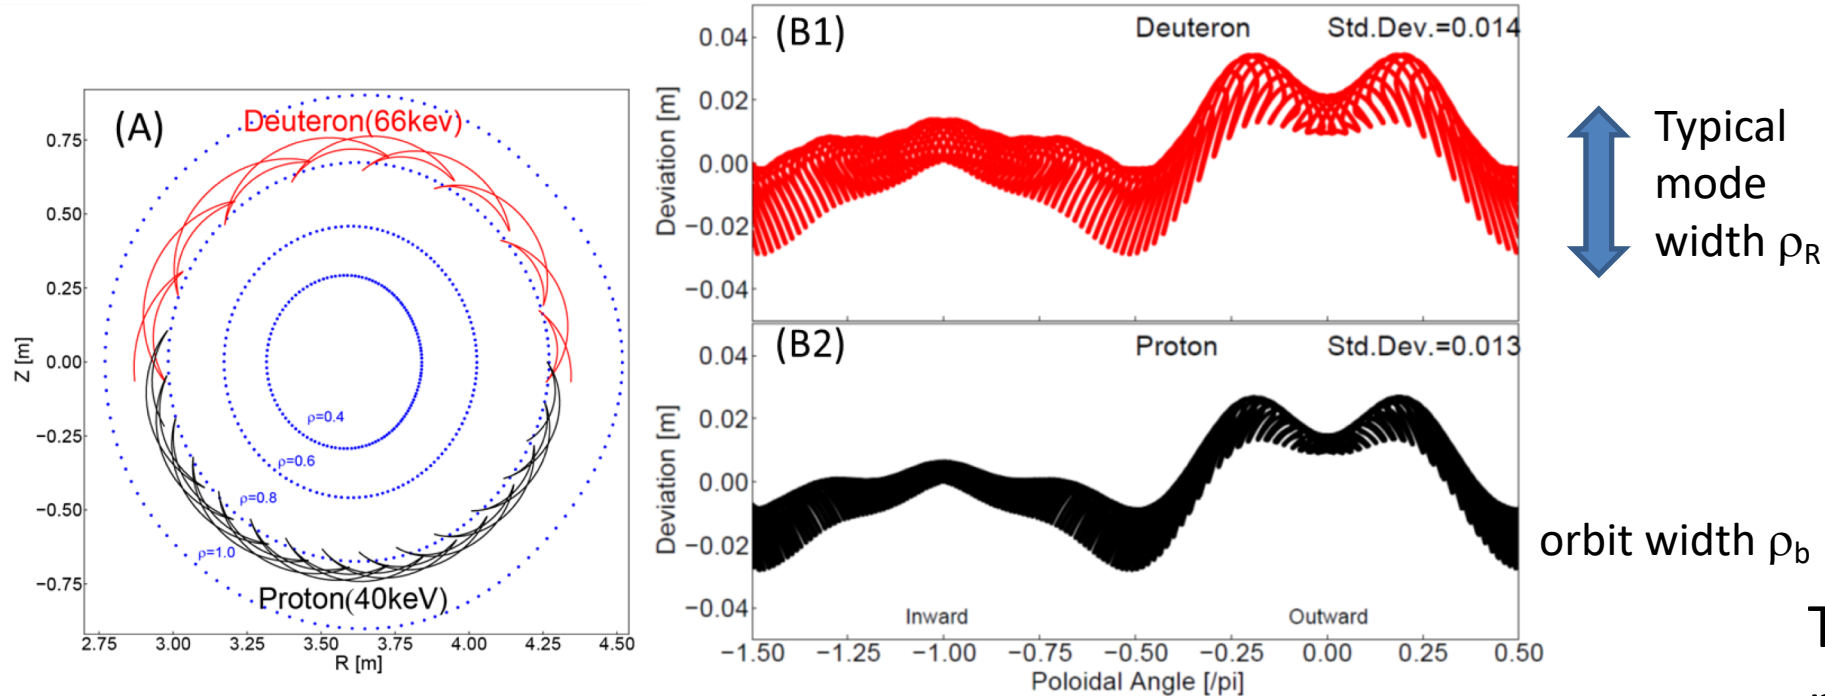 (A)
Deuteron(66kev)
0.75
0.50
0.25
0.00
−0.25
−0.50
−0.75
Z [m]
ρ=0.4
ρ=0.6
ρ=0.8
ρ=1.0
Proton(40keV)
2.75 3.00 3.25 3.50 3.75 4.00 4.25 4.50
R [m]
(B1)
Deuteron Std.Dev.=0.014
0.04
0.02
0.00
−0.02
−0.04
Deviation [m]
(B2)
Proton Std.Dev.=0.013
0.04
0.02
0.00
−0.02
−0.04
Deviation [m]
Inward Outward
−1.50 −1.25 −1.00 −0.75 −0.50 −0.25 0.00 0.25 0.50
Poloidal Angle [/pi]
Typical
mode
width ρR
orbit width ρb